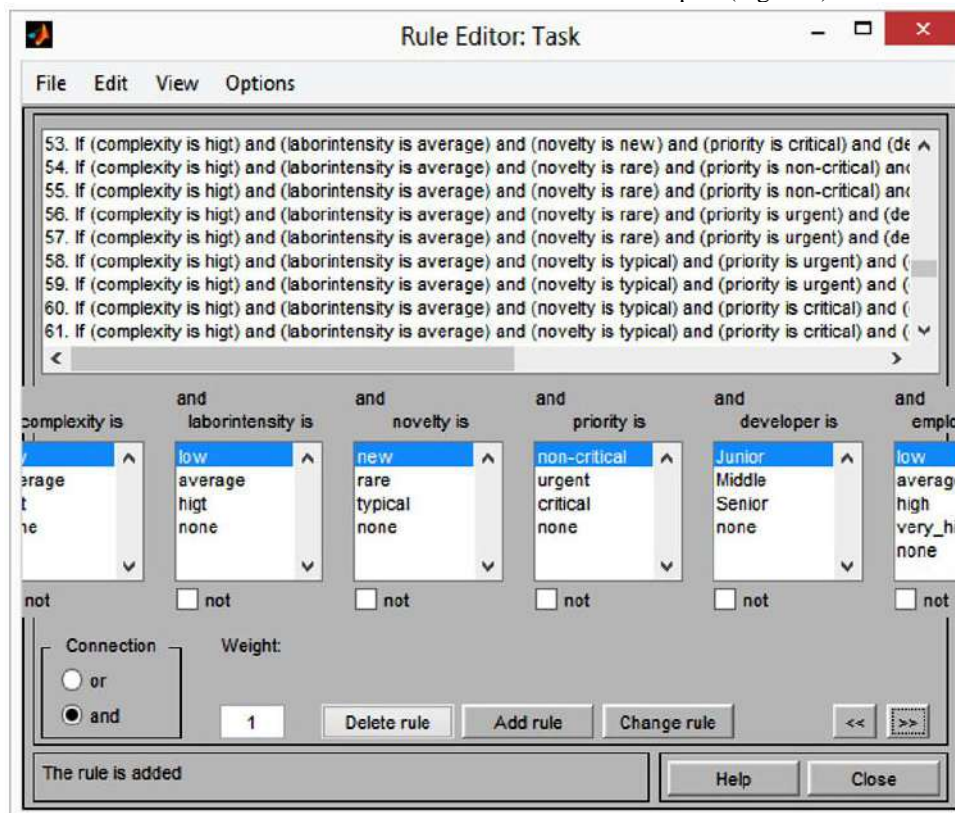 Rule Editor: Task
File Edit View Options
53. If (complexity is higt) and (laborintensity is average) and (novelty is new) and (priority is critical) and (de
54. If (complexity is higt) and (laborintensity is average) and (novelty is rare) and (priority is non-critical) and
55. If (complexity is higt) and (laborintensity is average) and (novelty is rare) and (priority is non-critical) and
56. If (complexity is higt) and (laborintensity is average) and (novelty is rare) and (priority is urgent) and (de
57. If (complexity is higt) and (laborintensity is average) and (novelty is rare) and (priority is urgent) and (de
58. If (complexity is higt) and (laborintensity is average) and (novelty is typical) and (priority is urgent) and (
59. If (complexity is higt) and (laborintensity is average) and (novelty is typical) and (priority is urgent) and (
60. If (complexity is higt) and (laborintensity is average) and (novelty is typical) and (priority is critical) and (
61. If (complexity is higt) and (laborintensity is average) and (novelty is typical) and (priority is critical) and (
and and and and and
complexity is laborintensity is novelty is priority is developer is emplo
low new non-critical Junior low
erage average rare urgent Middle average
t higt typical critical Senior high
ne none none none none very_hi
none
not not not not not not
Connection Weight:
or
and 1 Delete rule Add rule Change rule << >>
The rule is added Help Close